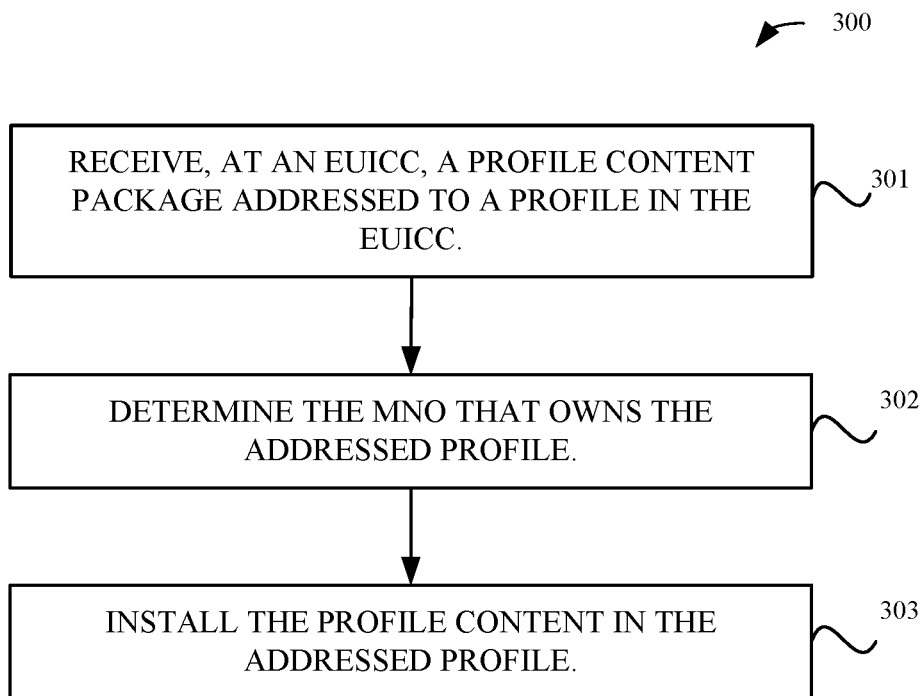 300
RECEIVE, AT AN EUICC, A PROFILE CONTENT
PACKAGE ADDRESSED TO A PROFILE IN THE
EUICC.
301
DETERMINE THE MNO THAT OWNS THE
ADDRESSED PROFILE.
302
INSTALL THE PROFILE CONTENT IN THE
ADDRESSED PROFILE.
303